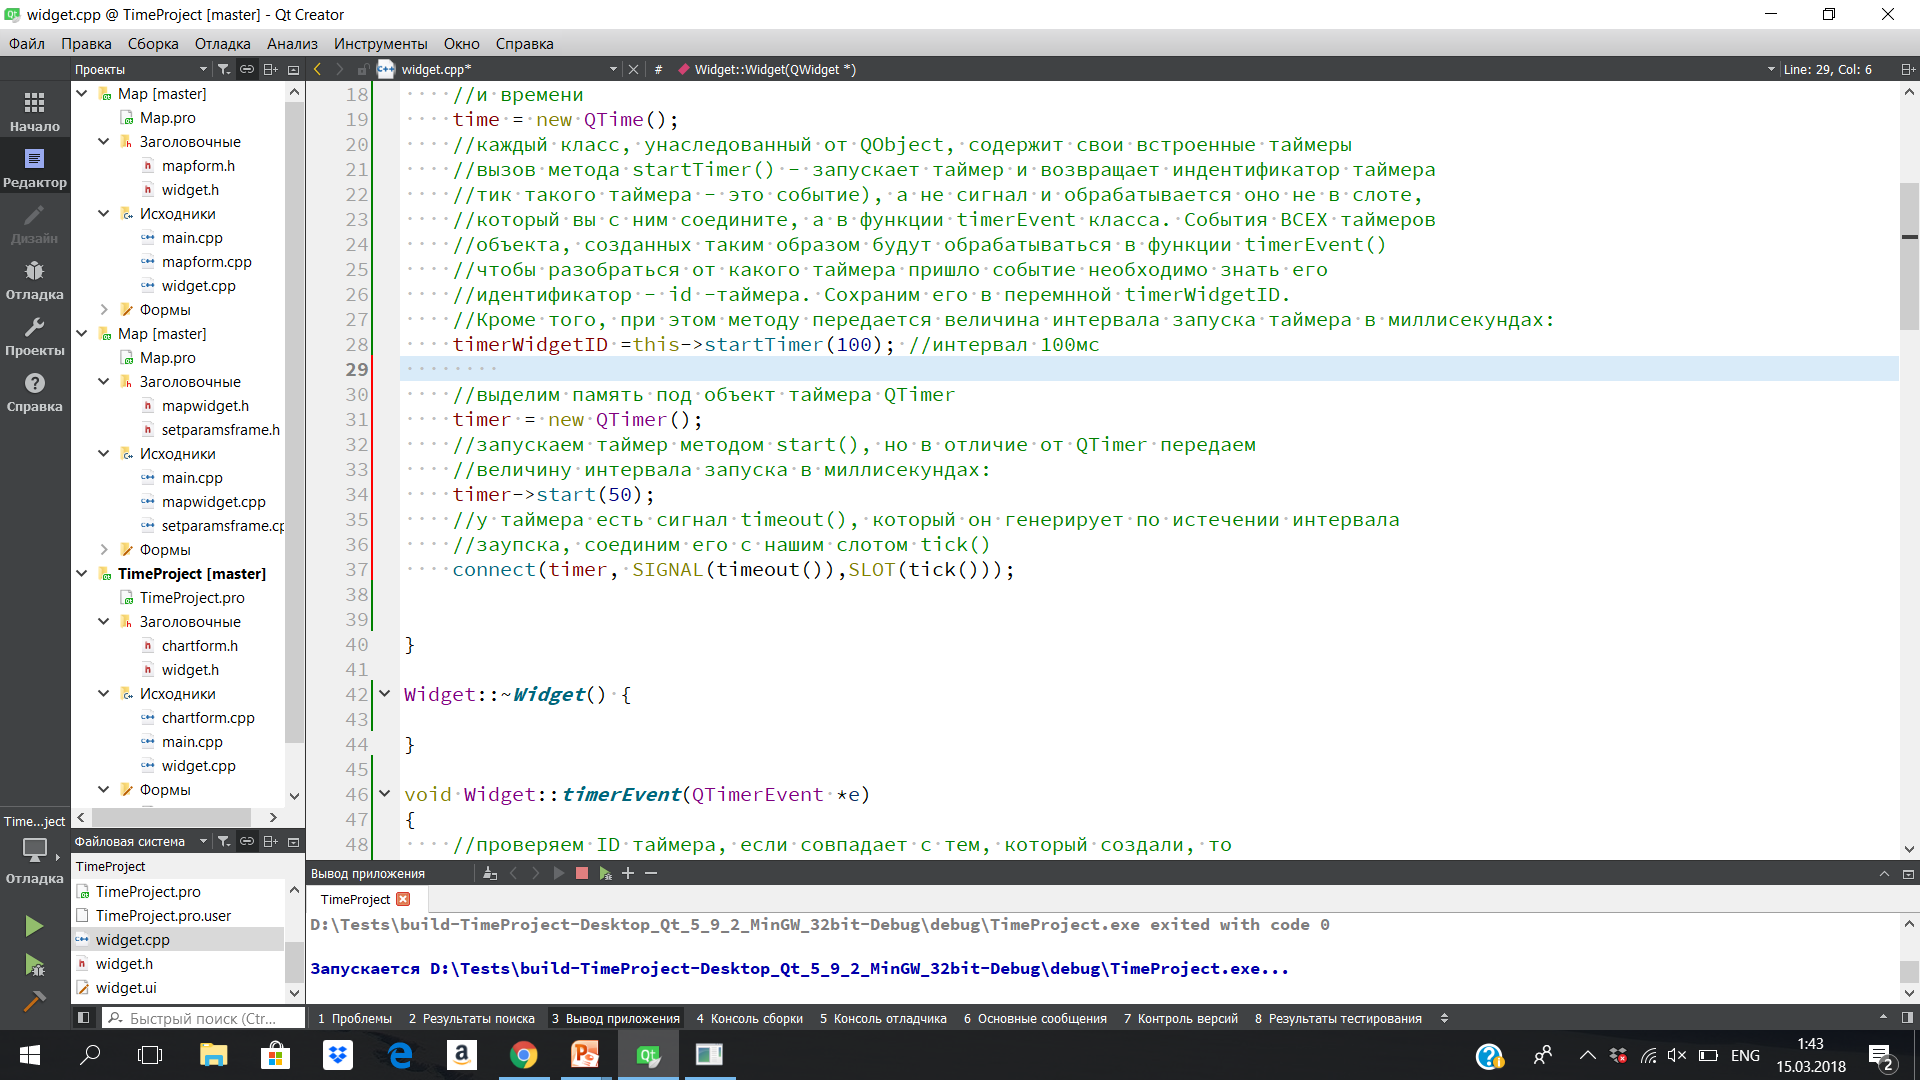 widget.cpp @ TimeProject [master] - Qt Creator
Файл Правка Сборка Отладка Анализ Инструменты Окно Справка
Проекты
widget.cpp*
#
Widget::Widget(QWidget *)
Line: 29, Col: 6
Начало
Редактор
Дизайн
Отладка
Проекты
Справка
Map [master]
Map.pro
Заголовочные
mapform.h
widget.h
Исходники
main.cpp
mapform.cpp
widget.cpp
Формы
Map [master]
Map.pro
Заголовочные
mapwidget.h
setparamsframe.h
Исходники
main.cpp
mapwidget.cpp
setparamsframe.cp
Формы
TimeProject [master]
TimeProject.pro
Заголовочные
chartform.h
widget.h
Исходники
chartform.cpp
main.cpp
widget.cpp
Формы
18 //и времени
19 time = new QTime();
20 //каждый класс, унаследованный от QObject, содержит свои встроенные таймеры
21 //вызов метода startTimer() - запускает таймер и возвращает индентификатор таймера
22 //тик такого таймера - это событие), а не сигнал и обрабатывается оно не в слоте,
23 //который вы с ним соедините, а в функции timerEvent класса. События ВСЕХ таймеров
24 //объекта, созданных таким образом будут обрабатываться в функции timerEvent()
25 //чтобы разобраться от какого таймера пришло событие необходимо знать его
26 //идентификатор - id -таймера. Сохраним его в перемнной timerWidgetID.
27 //Кроме того, при этом методу передается величина интервала запуска таймера в миллисекундах:
28 timerWidgetID =this->startTimer(100); //интервал 100мс
29
30 //выделим память под объект таймера QTimer
31 timer = new QTimer();
32 //запускаем таймер методом start(), но в отличие от QTimer передаем
33 //величину интервала запуска в миллисекундах:
34 timer->start(50);
35 //у таймера есть сигнал timeout(), который он генерирует по истечении интервала
36 //заупска, соединим его с нашим слотом tick()
37 connect(timer, SIGNAL(timeout()),SLOT(tick()));
38
39
40 }
41
42 Widget::~Widget() {
43
44 }
45
46 void Widget::timerEvent(QTimerEvent *e)
47 {
48 //проверяем ID таймера, если совпадает с тем, который создали, то
Time...ject
Отладка
Файловая система
TimeProject
TimeProject.pro
TimeProject.pro.user
widget.cpp
widget.h
widget.ui
Вывод приложения
TimeProject
D:\Tests\build-TimeProject-Desktop_Qt_5_9_2_MinGW_32bit-Debug\debug\TimeProject.exe exited with code 0
Запускается D:\Tests\build-TimeProject-Desktop_Qt_5_9_2_MinGW_32bit-Debug\debug\TimeProject.exe...
Быстрый поиск (Ctr...
1 Проблемы 2 Результаты поиска 3 Вывод приложения 4 Консоль сборки 5 Консоль отладчика 6 Основные сообщения 7 Контроль версий 8 Результаты тестирования
ENG
1:43
15.03.2018
2